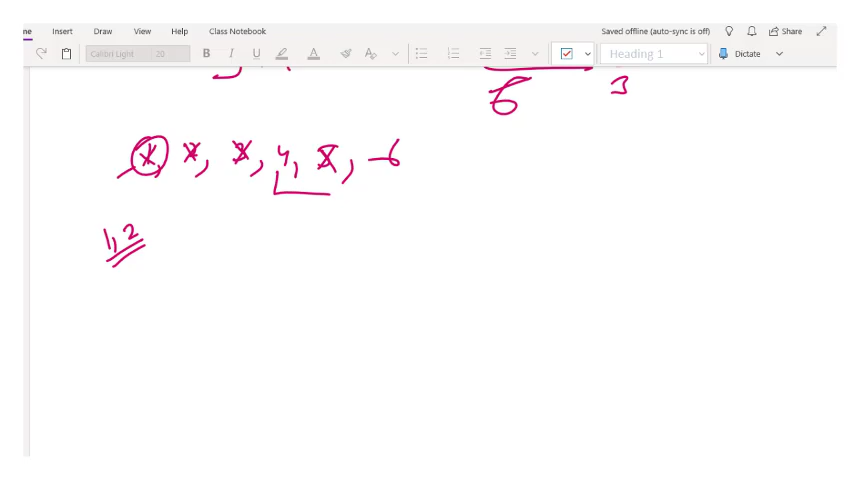 ne Insert Draw View Help Class Notebook Saved offline (auto-sync is off) Share
Calibri Light 20 B I U A Heading 1 Dictate
6 3
, , , 4, , -6
1, 2